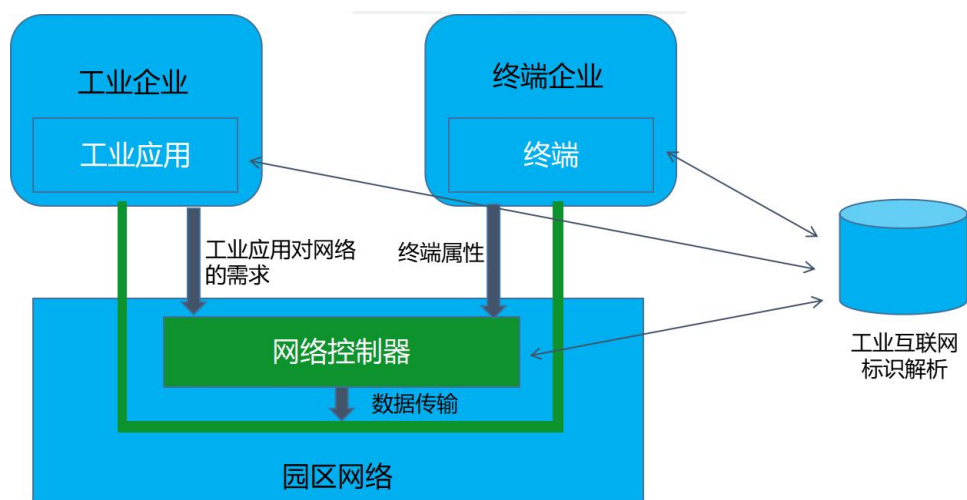 工业企业
终端企业
工业应用
终端
工业应用对网络
的需求
终端属性
网络控制器
工业互联网
标识解析
数据传输
园区网络